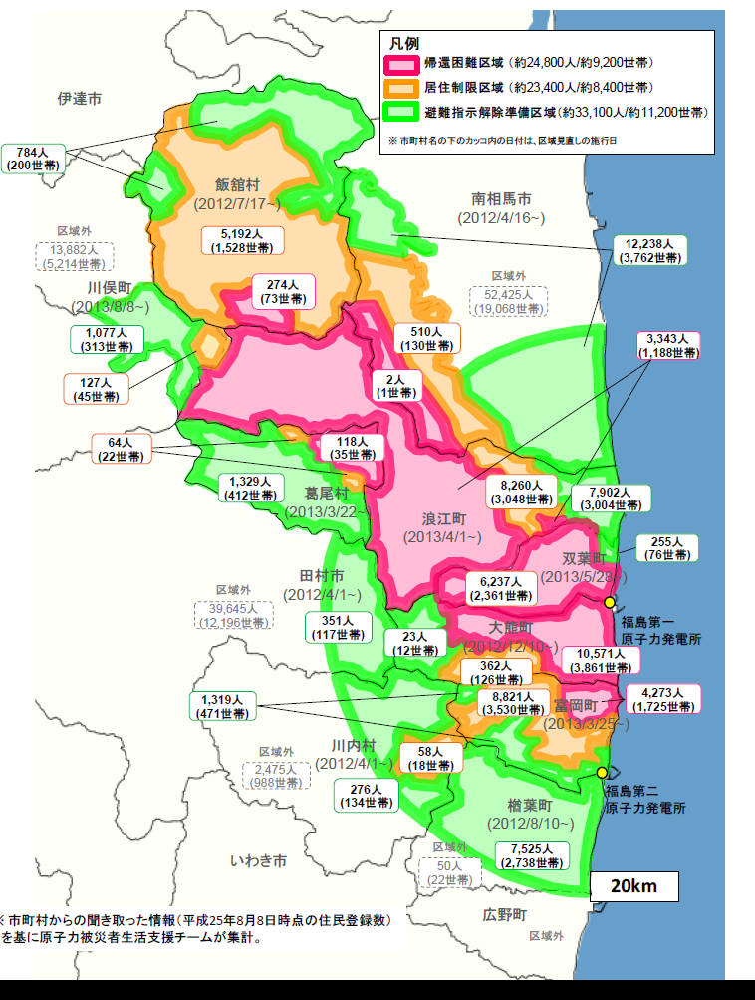 凡例
帰還困難区域（約24,800人/約9,200世帯）
居住制限区域（約23,400人/約8,400世帯）
避難指示解除準備区域(約33,100人/約11,200世帯)
※ 市町村名の下のカッコ内の日付は、区域見直しの施行日
伊達市
784人
(200世帯)
飯舘村
(2012/7/17~)
南相馬市
(2012/4/16~)
5,192人
(1,528世帯)
区域外
13,882人
(5,214世帯)
12,238人
(3,762世帯)
区域外
52,425人
(19,068世帯)
274人
(73世帯)
川俣町
(2013/8/8~)
1,077人
(313世帯)
510人
(130世帯)
3,343人
(1,188世帯)
127人
(45世帯)
2人
(1世帯)
64人
(22世帯)
118人
(35世帯)
1,329人
(412世帯)
葛尾村
(2013/3/22~)
8,260人
(3,048世帯)
7,902人
(3,004世帯)
浪江町
(2013/4/1~)
255人
(76世帯)
双葉町
(2013/5/28~)
田村市
(2012/4/1~)
6,237人
(2,361世帯)
区域外
39,645人
(12,196世帯)
351人
(117世帯)
23人
(12世帯)
大熊町
(2012/12/10~)
福島第一
原子力発電所
10,571人
(3,861世帯)
362人
(126世帯)
4,273人
(1,725世帯)
1,319人
(471世帯)
8,821人
(3,530世帯)
富岡町
(2013/3/25~)
川内村
(2012/4/1~)
58人
(18世帯)
区域外
2,475人
(988世帯)
276人
(134世帯)
福島第二
原子力発電所
楢葉町
(2012/8/10~)
7,525人
(2,738世帯)
区域外
50人
(22世帯)
いわき市
20km
広野町
区域外
※ 市町村からの聞き取った情報（平成25年8月8日時点の住民登録数）
を基に原子力被災者生活支援チームが集計。